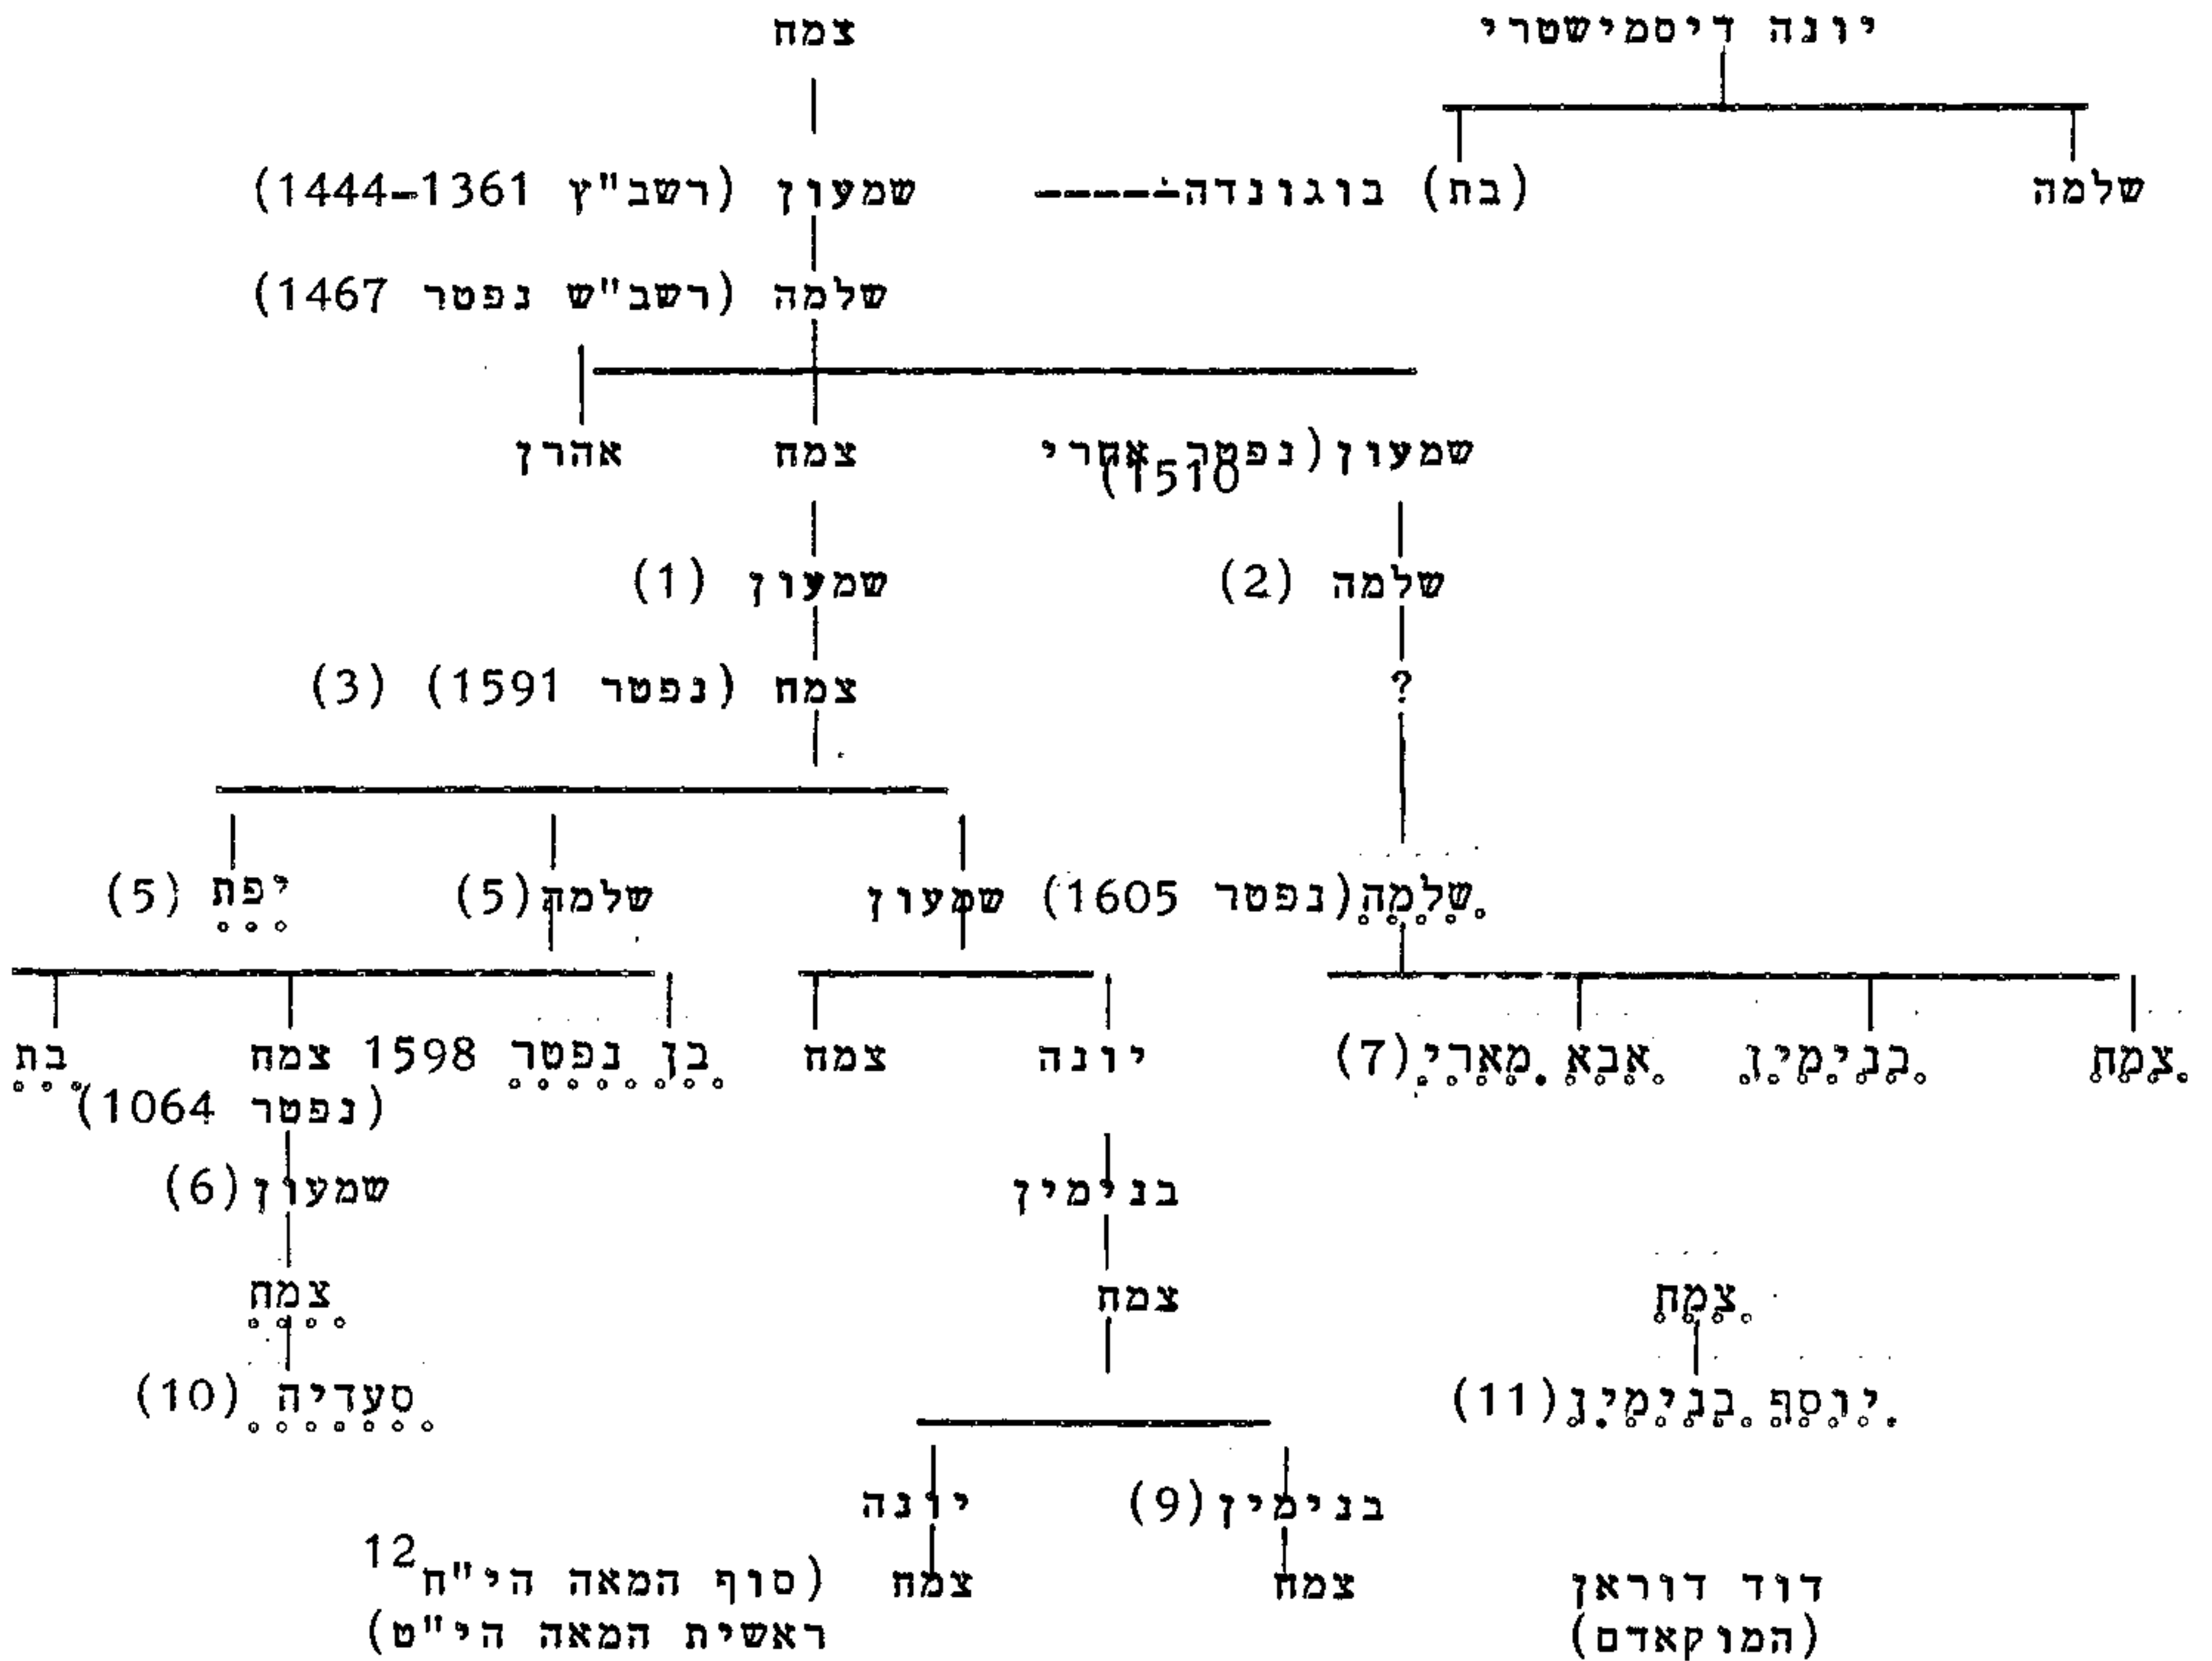 יונה דיסמישטרי צמח
שלמה (בת) בוגונדה----- שמעון (רשב"ץ 1361-1444)
שלמה (רשב"ש נפטר 1467)
שמעון(נפטר אחרי צמח אהרן
1510)
שלמה (2) שמעון (1)
? צמח (נפטר 1591) (3)
שלמה(נפטר 1605) שמעון שלמה(5) יפת (5)
צמח בנימין אבא מארי(7) יונה צמח בן נפטר 1598 צמח בת
(נפטר 1064)
בנימין שמעון(6)
צמח צמח צמח
יוסף בנימין(11) סעדיה (10)
בנימין(9) יונה
דוד דוראן צמח צמח (סוף המאה הי"ח 12
(המוקאדם) ראשית המאה הי"ט)